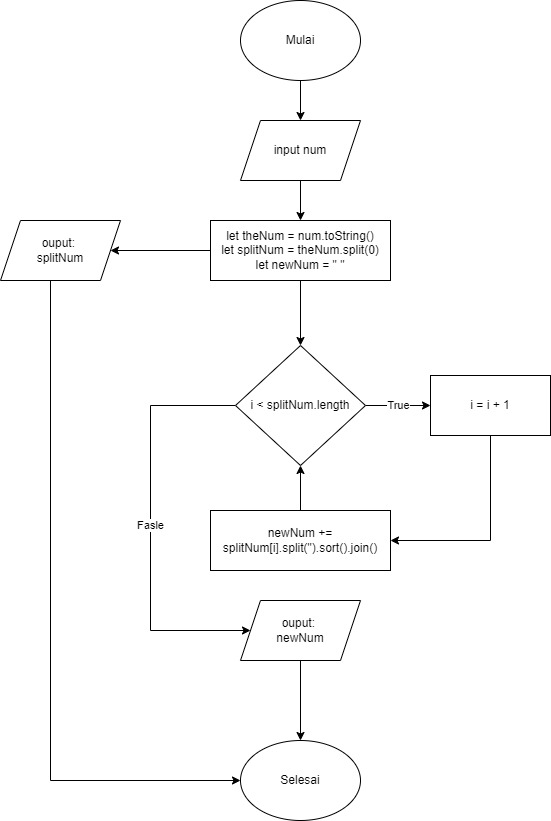 Mulai
input num
let theNum = num.toString()
let splitNum = theNum.split(0)
let newNum = " "
ouput:
splitNum
i < splitNum.length
True
i = i + 1
newNum +=
splitNum[i].split('').sort().join()
Fasle
ouput:
newNum
Selesai